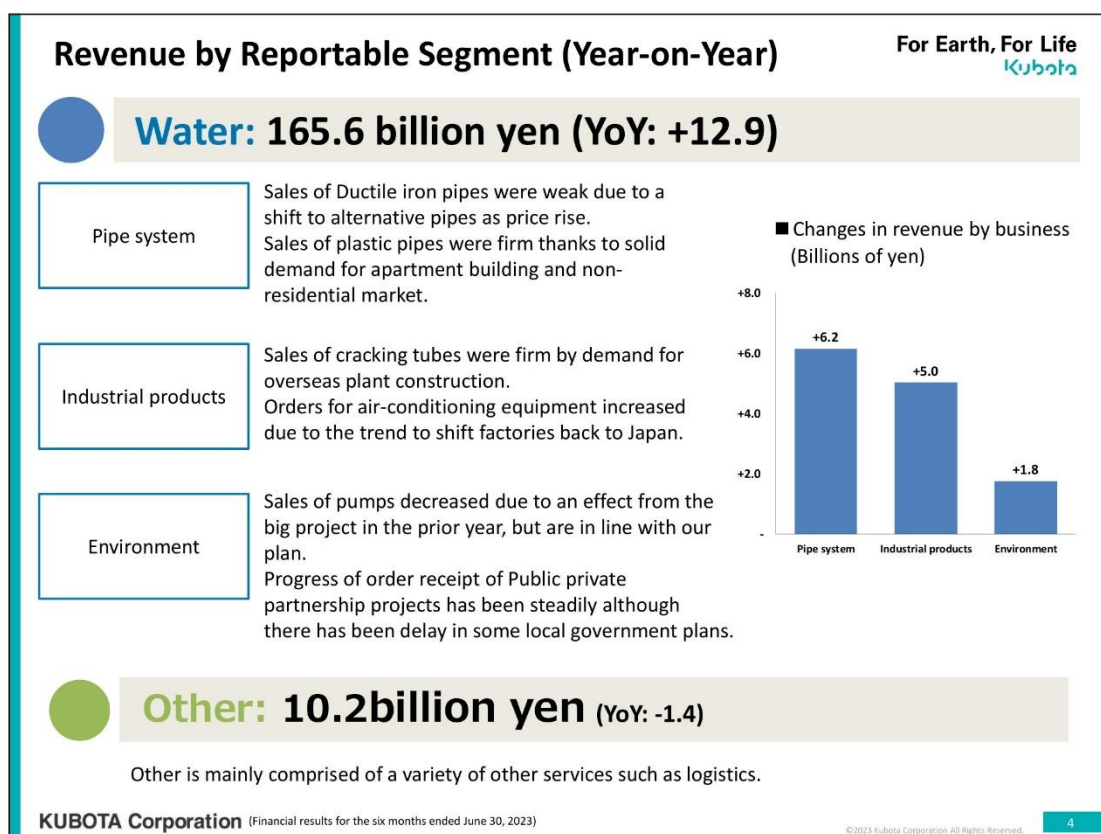 Revenue by Reportable Segment (Year-on-Year)
For Earth, For Life
Kubota
Water: 165.6 billion yen (YoY: +12.9)
Pipe system
Sales of Ductile iron pipes were weak due to a
shift to alternative pipes as price rise.
Sales of plastic pipes were firm thanks to solid
demand for apartment building and non-
residential market.
Industrial products
Sales of cracking tubes were firm by demand for
overseas plant construction.
Orders for air-conditioning equipment increased
due to the trend to shift factories back to Japan.
Environment
Sales of pumps decreased due to an effect from the
big project in the prior year, but are in line with our
plan.
Progress of order receipt of Public private
partnership projects has been steadily although
there has been delay in some local government plans.
■ Changes in revenue by business
(Billions of yen)
+8.0
+6.0
+4.0
+2.0
-
+6.2
+5.0
+1.8
Pipe system
Industrial products
Environment
Other: 10.2billion yen (YoY: -1.4)
Other is mainly comprised of a variety of other services such as logistics.
KUBOTA Corporation (Financial results for the six months ended June 30, 2023)
©2023 Kubota Corporation All Rights Reserved.
4